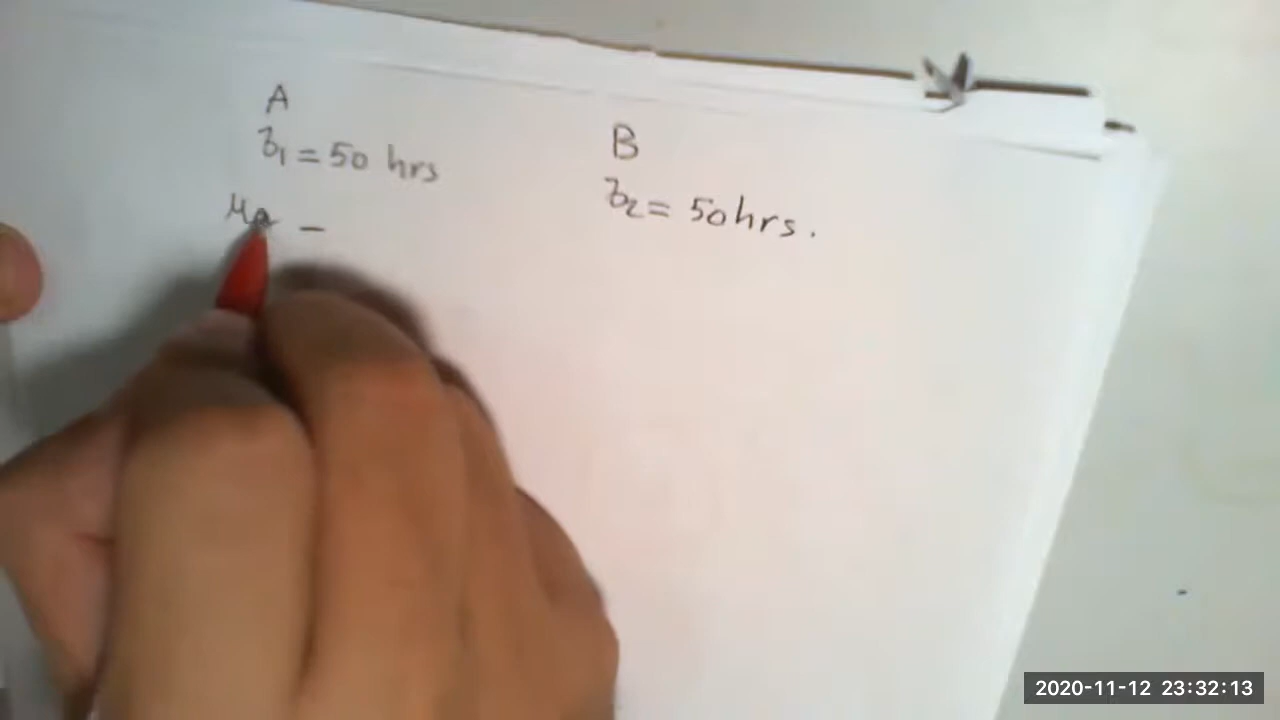 A
z₁ = 50 hrs
μ
B
z₂ = 50 hrs.
2020-11-12 23:32:13